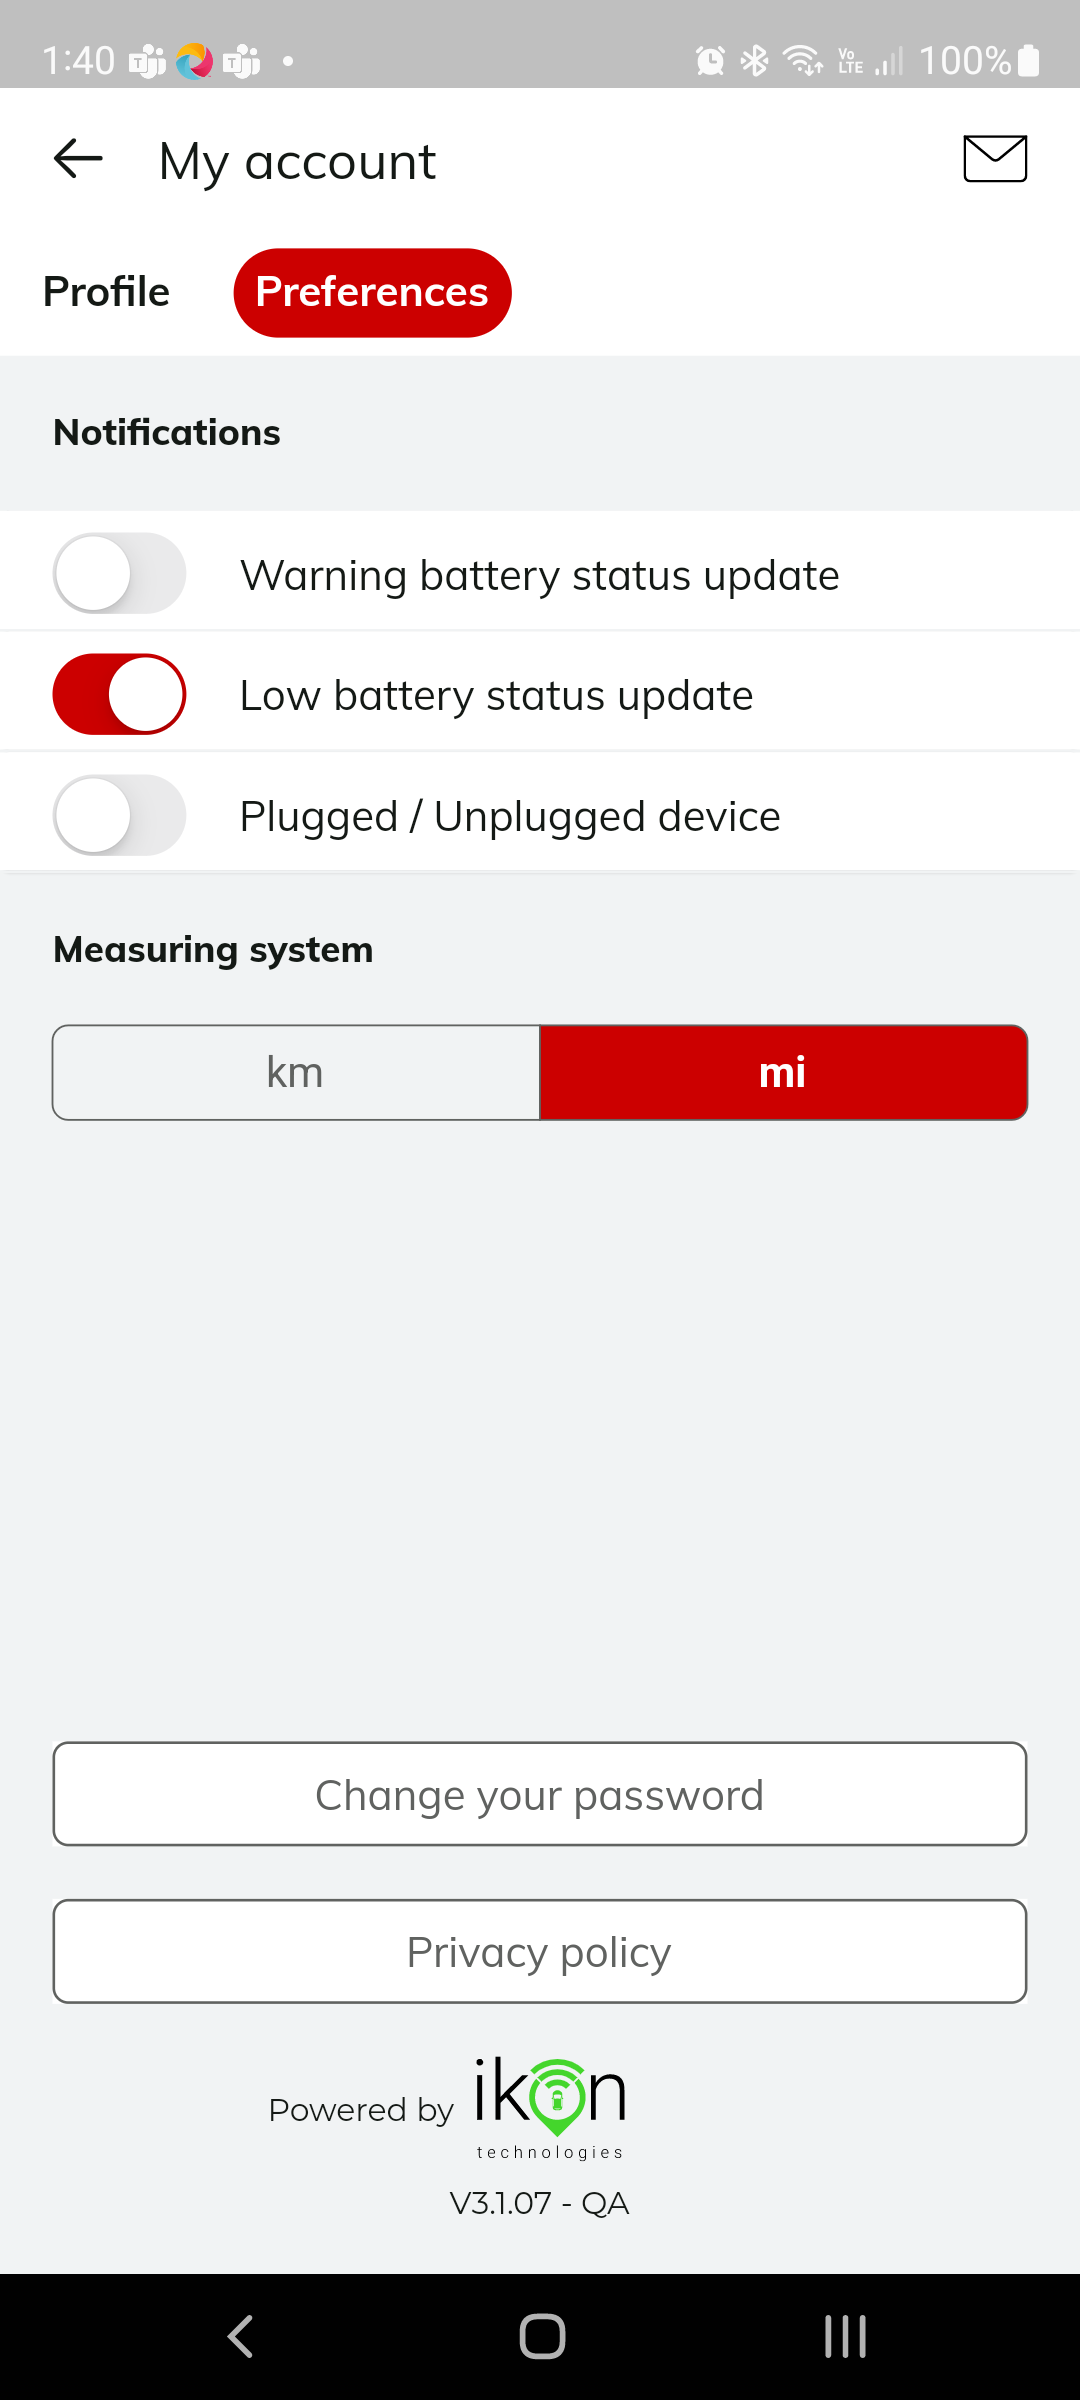 1:40
Vo LTE 100%
My account
Profile
Preferences
Notifications
Warning battery status update
Low battery status update
Plugged / Unplugged device
Measuring system
km
mi
Change your password
Privacy policy
Powered by ikon
technologies
V3.1.07 - QA